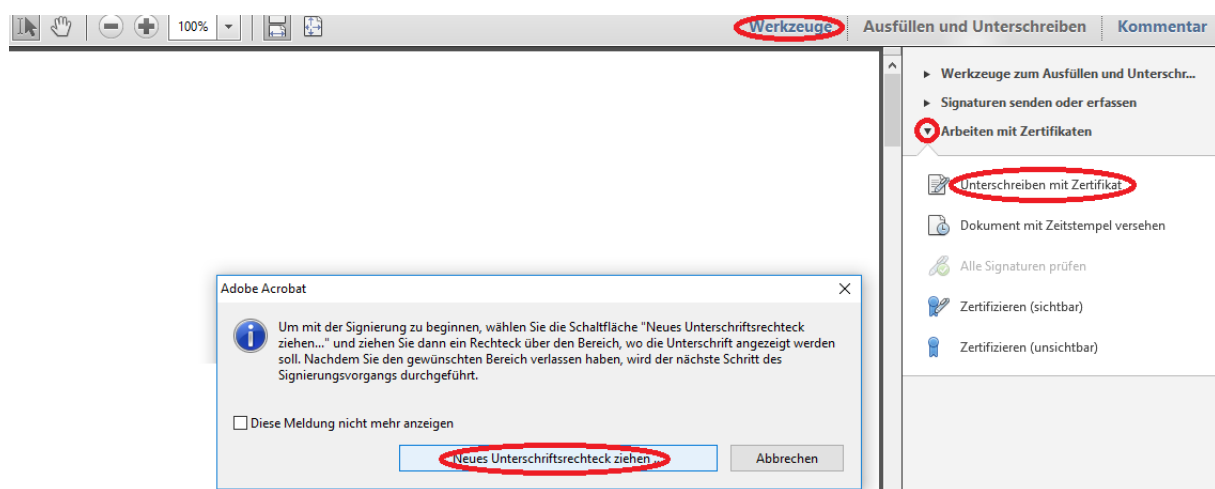 100%
Werkzeuge
Ausfüllen und Unterschreiben
Kommentar
Werkzeuge zum Ausfüllen und Unterschr...
Signaturen senden oder erfassen
Arbeiten mit Zertifikaten
Unterschreiben mit Zertifikat
Dokument mit Zeitstempel versehen
Alle Signaturen prüfen
Zertifizieren (sichtbar)
Zertifizieren (unsichtbar)
Adobe Acrobat
Um mit der Signierung zu beginnen, wählen Sie die Schaltfläche "Neues Unterschriftsrechteck
ziehen..." und ziehen Sie dann ein Rechteck über den Bereich, wo die Unterschrift angezeigt werden
soll. Nachdem Sie den gewünschten Bereich verlassen haben, wird der nächste Schritt des
Signierungsvorgangs durchgeführt.
Diese Meldung nicht mehr anzeigen
Neues Unterschriftsrechteck ziehen ...
Abbrechen